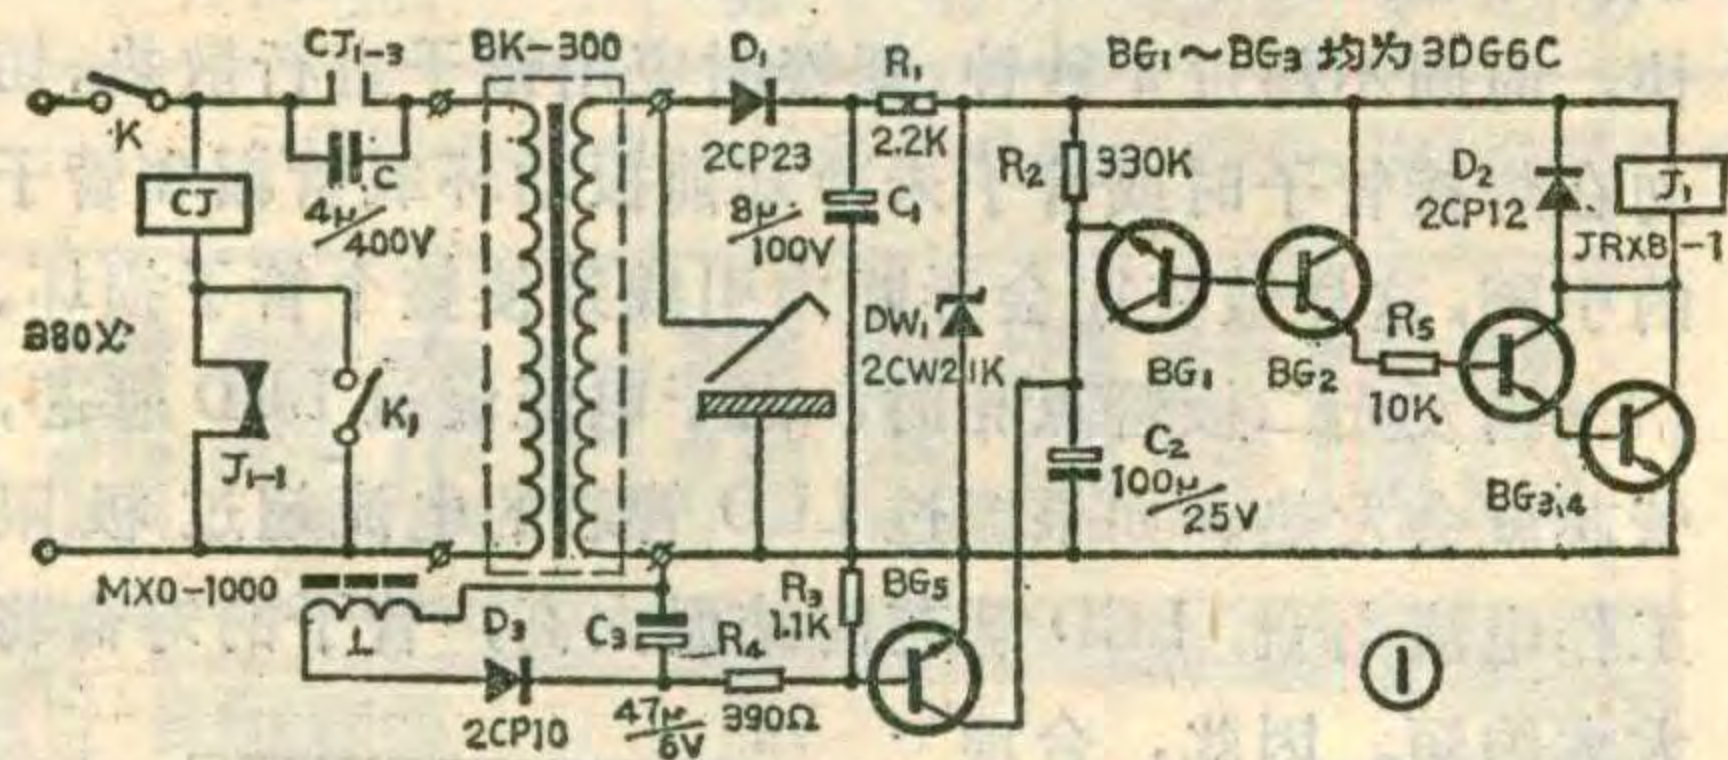 CJ₁₋₃
BK-300
D₁
R₁
BG₁～BG₃ 均为 3DG6C
K
2CP23
2.2K
R₂
330K
D₂
2CP12
J₁
CJ
C
4μ/400V
8μ/100V
C₁
JRXB-1
380V
DW₁
2CW21K
R₅
10K
BG₁
BG₂
K₁
J₁₋₁
C₂
100μ/25V
BG₃,₄
MXO-1000
L
D₃
C₃
R₄
R₃
1.1K
BG₅
2CP10
47μ/6V
390Ω
①